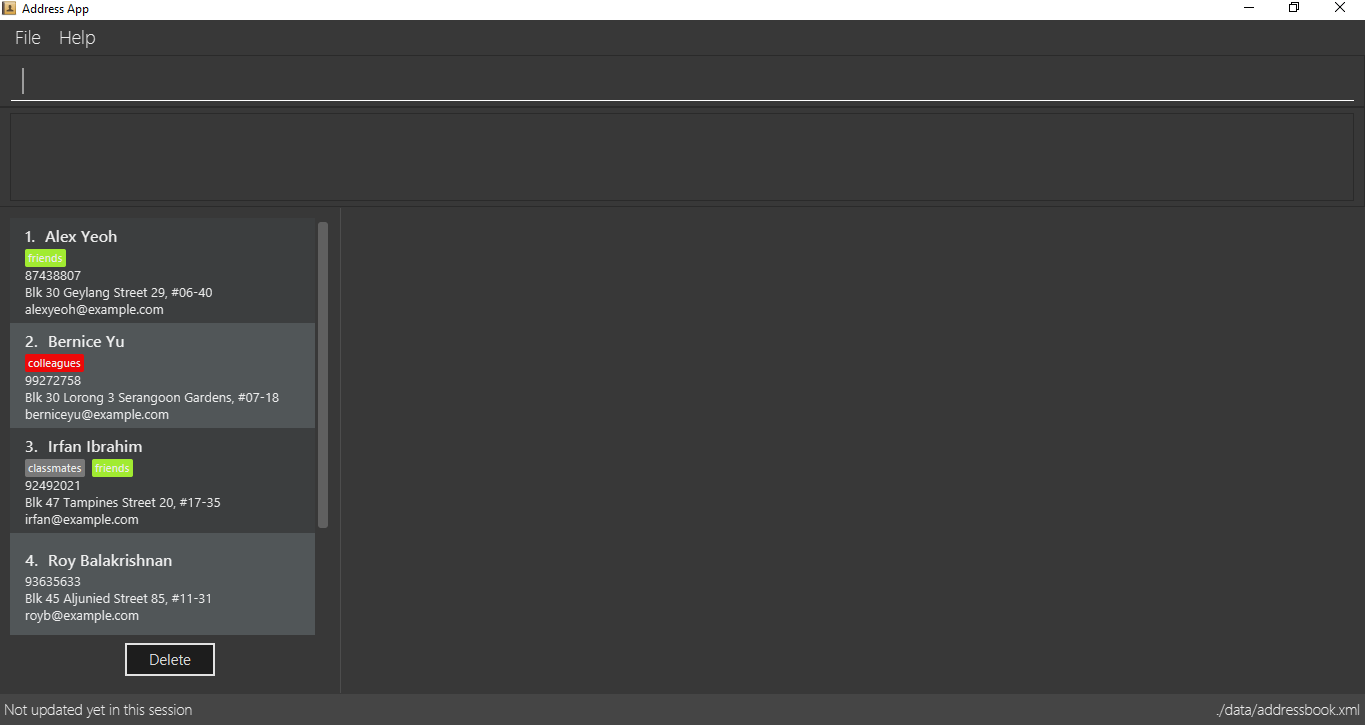 Address App
File Help
1. Alex Yeoh
friends
87438807
Blk 30 Geylang Street 29, #06-40
alexyeoh@example.com
2. Bernice Yu
colleagues
99272758
Blk 30 Lorong 3 Serangoon Gardens, #07-18
berniceyu@example.com
3. Irfan Ibrahim
classmates friends
92492021
Blk 47 Tampines Street 20, #17-35
irfan@example.com
4. Roy Balakrishnan
93635633
Blk 45 Aljunied Street 85, #11-31
royb@example.com
Delete
Not updated yet in this session
./data/addressbook.xml